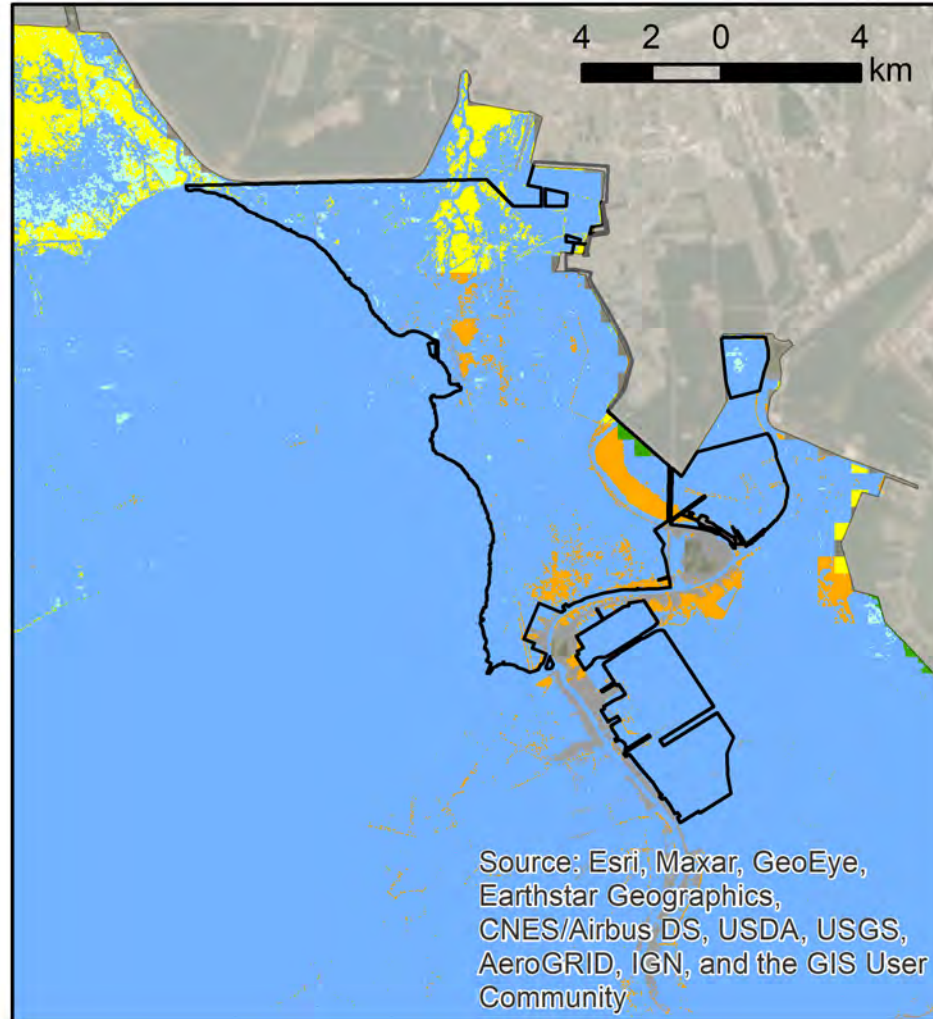 4 2 0 4
km
Source: Esri, Maxar, GeoEye,
Earthstar Geographics,
CNES/Airbus DS, USDA, USGS,
AeroGRID, IGN, and the GIS User
Community